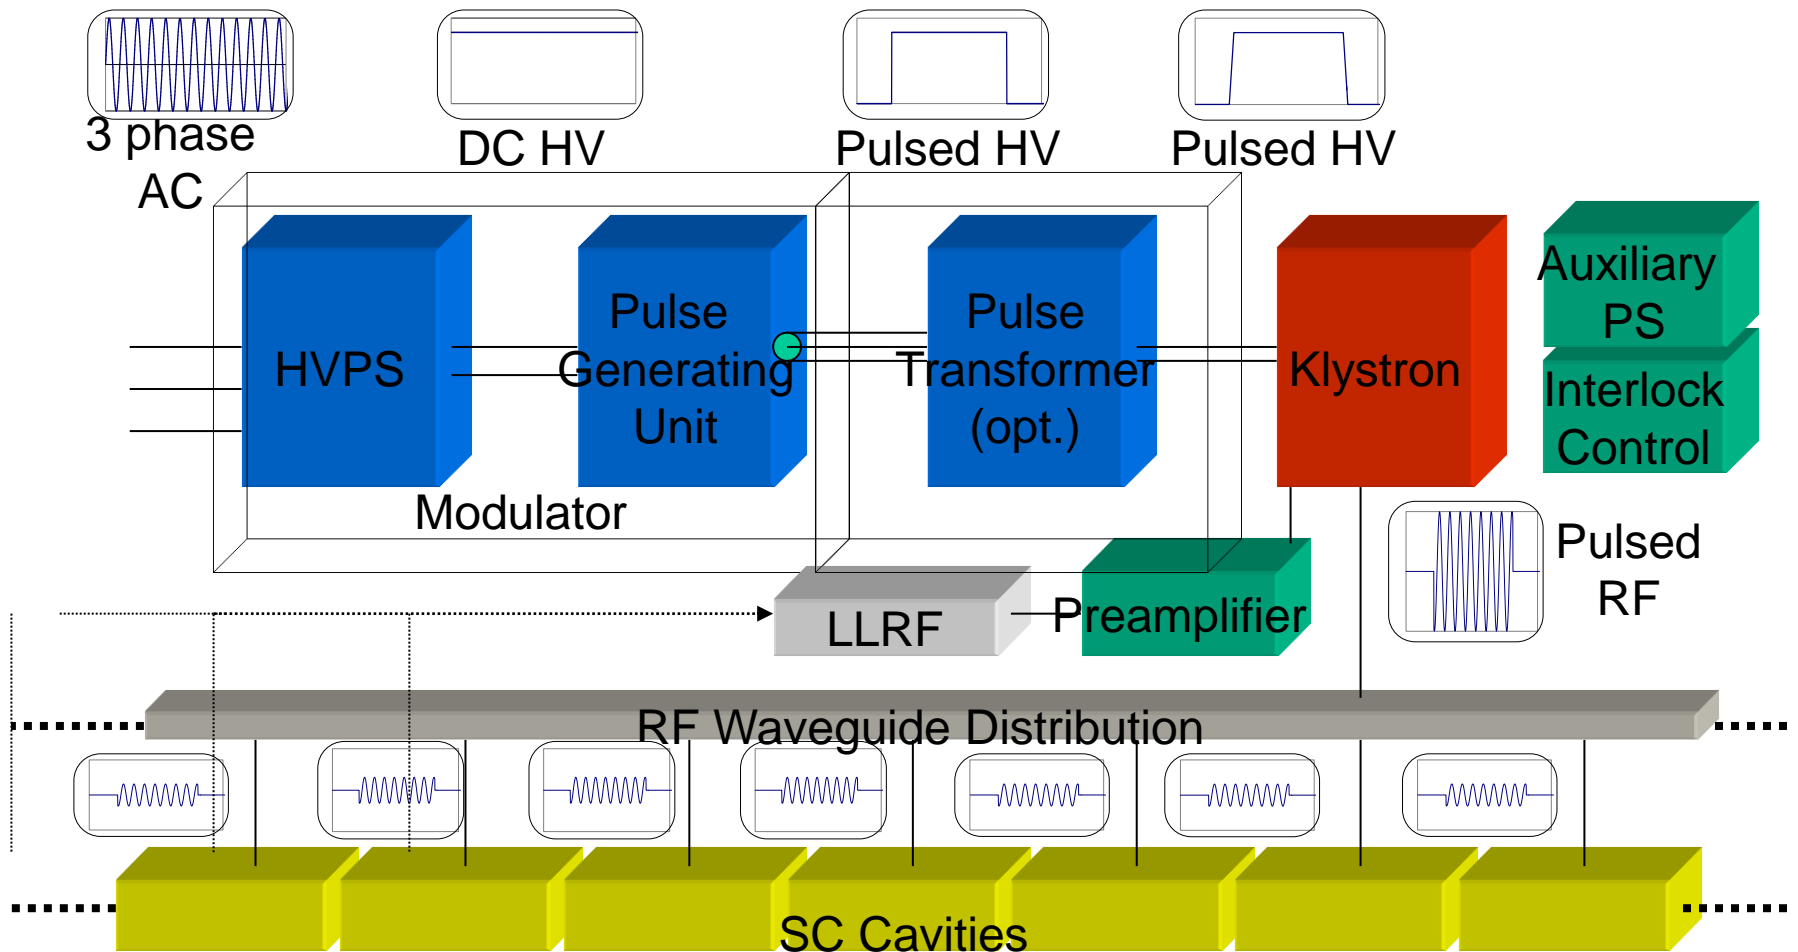 3 phase
AC
DC HV
Pulsed HV
Pulsed HV
HVPS
Pulse
Generating
Unit
Pulse
Transformer
(opt.)
Klystron
Auxiliary
PS
Interlock
Control
Modulator
Pulsed
RF
LLRF
Preamplifier
RF Waveguide Distribution
SC Cavities